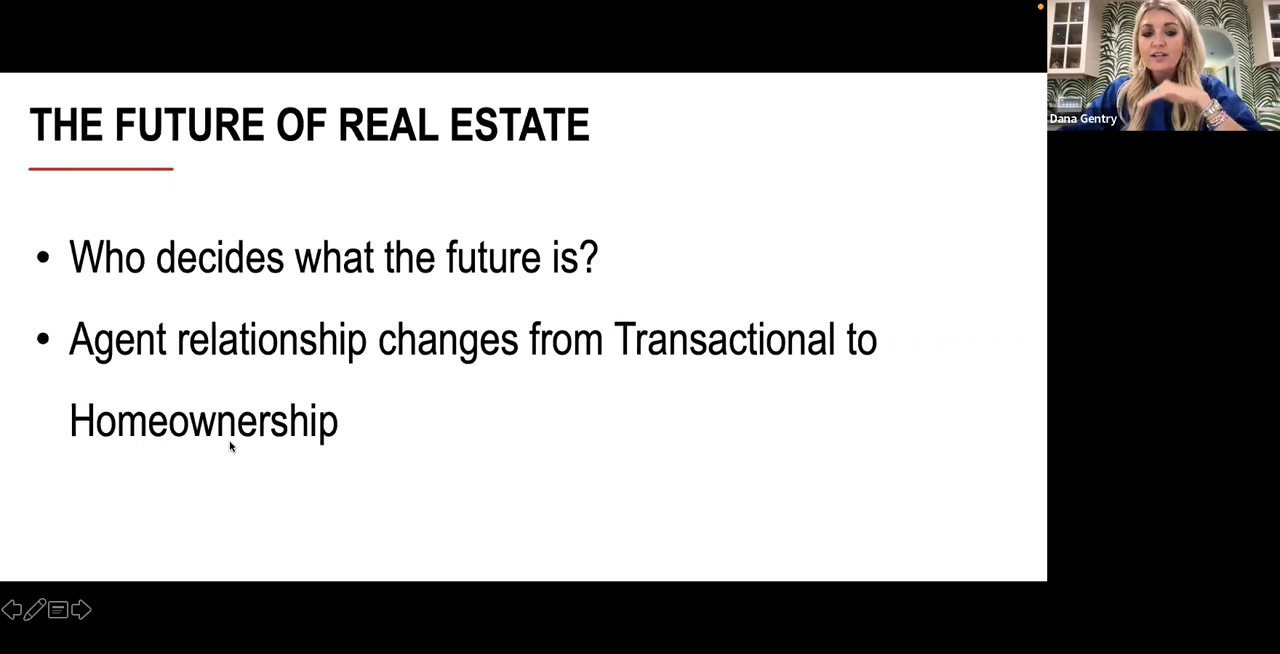 THE FUTURE OF REAL ESTATE
• Who decides what the future is?
• Agent relationship changes from Transactional to
Homeownership
Dana Gentry